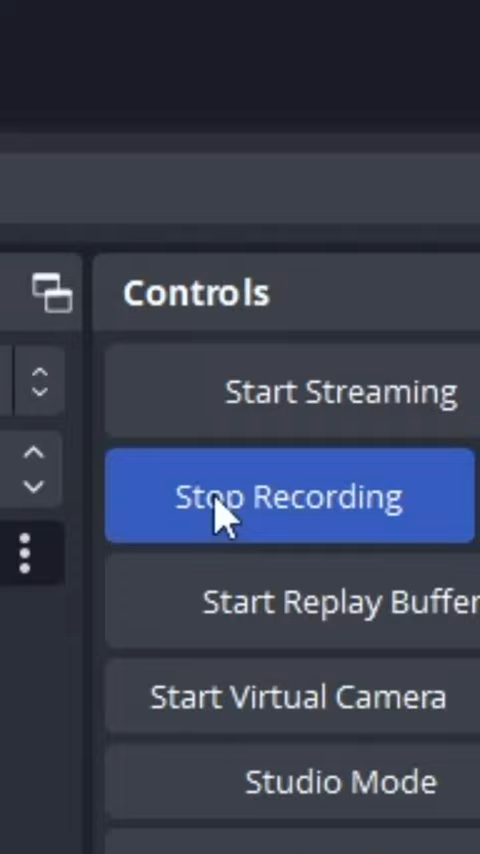 Controls
Start Streaming
Stop Recording
Start Replay Buffer
Start Virtual Camera
Studio Mode